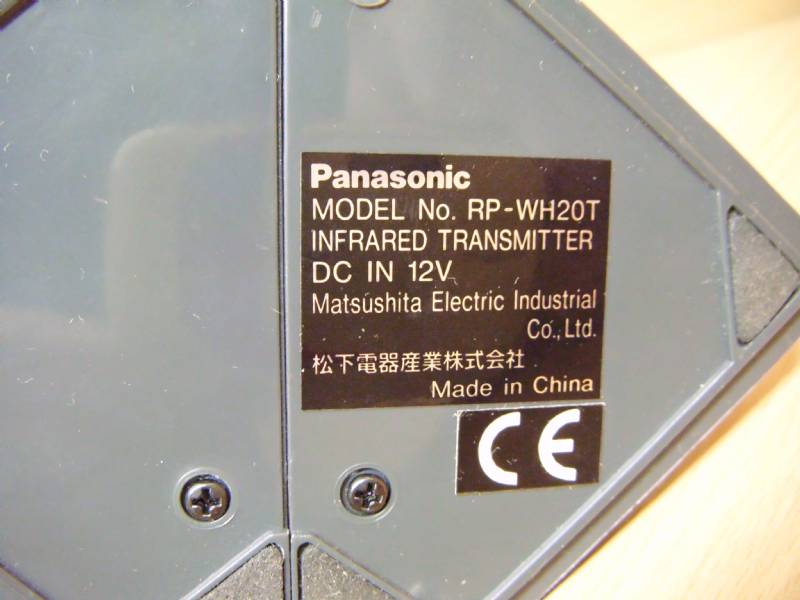 Panasonic
MODEL No. RP-WH20T
INFRARED TRANSMITTER
DC IN 12V
Matsushita Electric Industrial
Co., Ltd.
松下電器産業株式会社
Made in China
CE